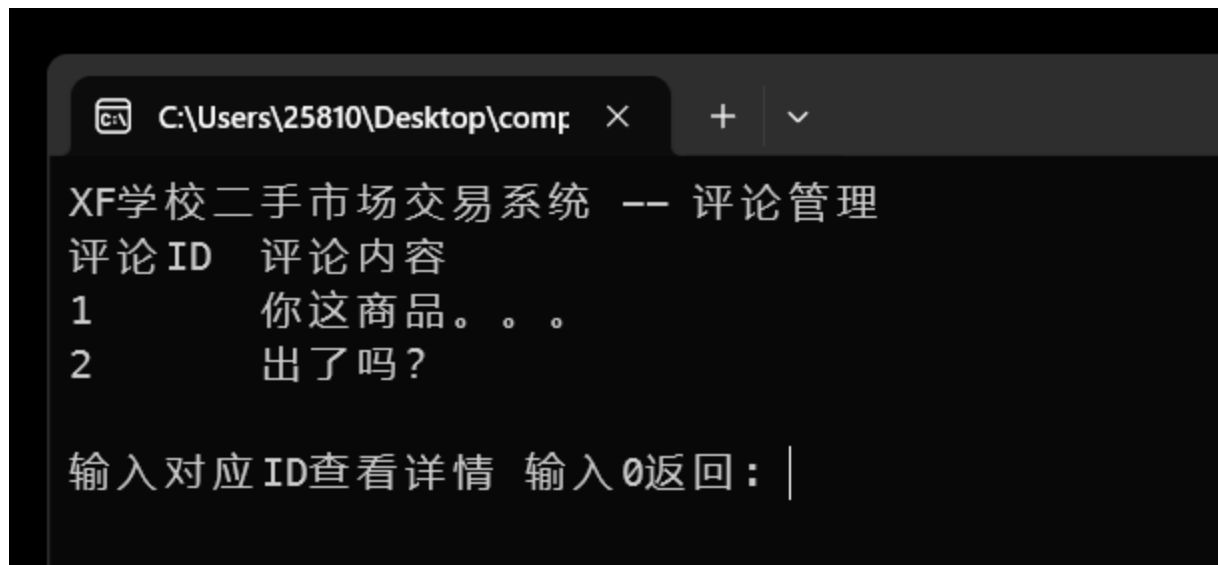 C:\Users\25810\Desktop\comp
XF学校二手市场交易系统 -- 评论管理
评论ID 评论内容
1 你这商品。。。
2 出了吗?
输入对应ID查看详情 输入0返回: